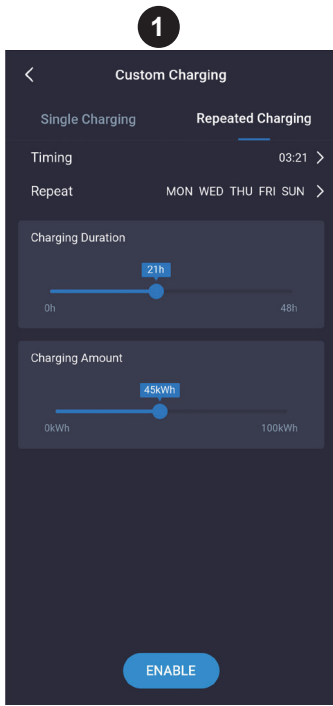 1
Custom Charging
Single Charging Repeated Charging
Timing 03:21
Repeat MON WED THU FRI SUN
Charging Duration
21h
0h 48h
Charging Amount
45kWh
0kWh 100kWh
ENABLE